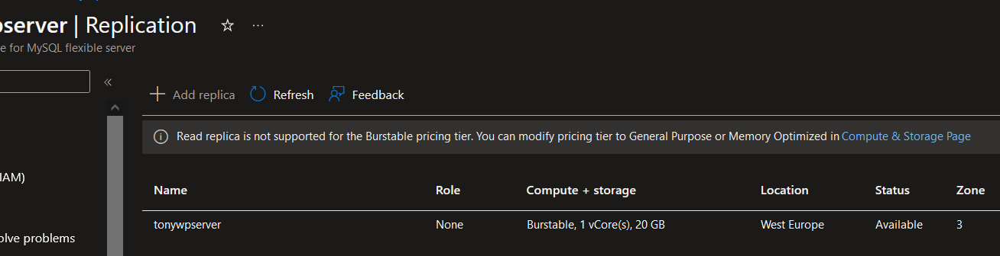 oserver | Replication
e for MySQL flexible server
Add replica Refresh Feedback
Read replica is not supported for the Burstable pricing tier. You can modify pricing tier to General Purpose or Memory Optimized in Compute & Storage Page
Name Role Compute + storage Location Status Zone
IAM)
tonywpserver None Burstable, 1 vCore(s), 20 GB West Europe Available 3
olve problems